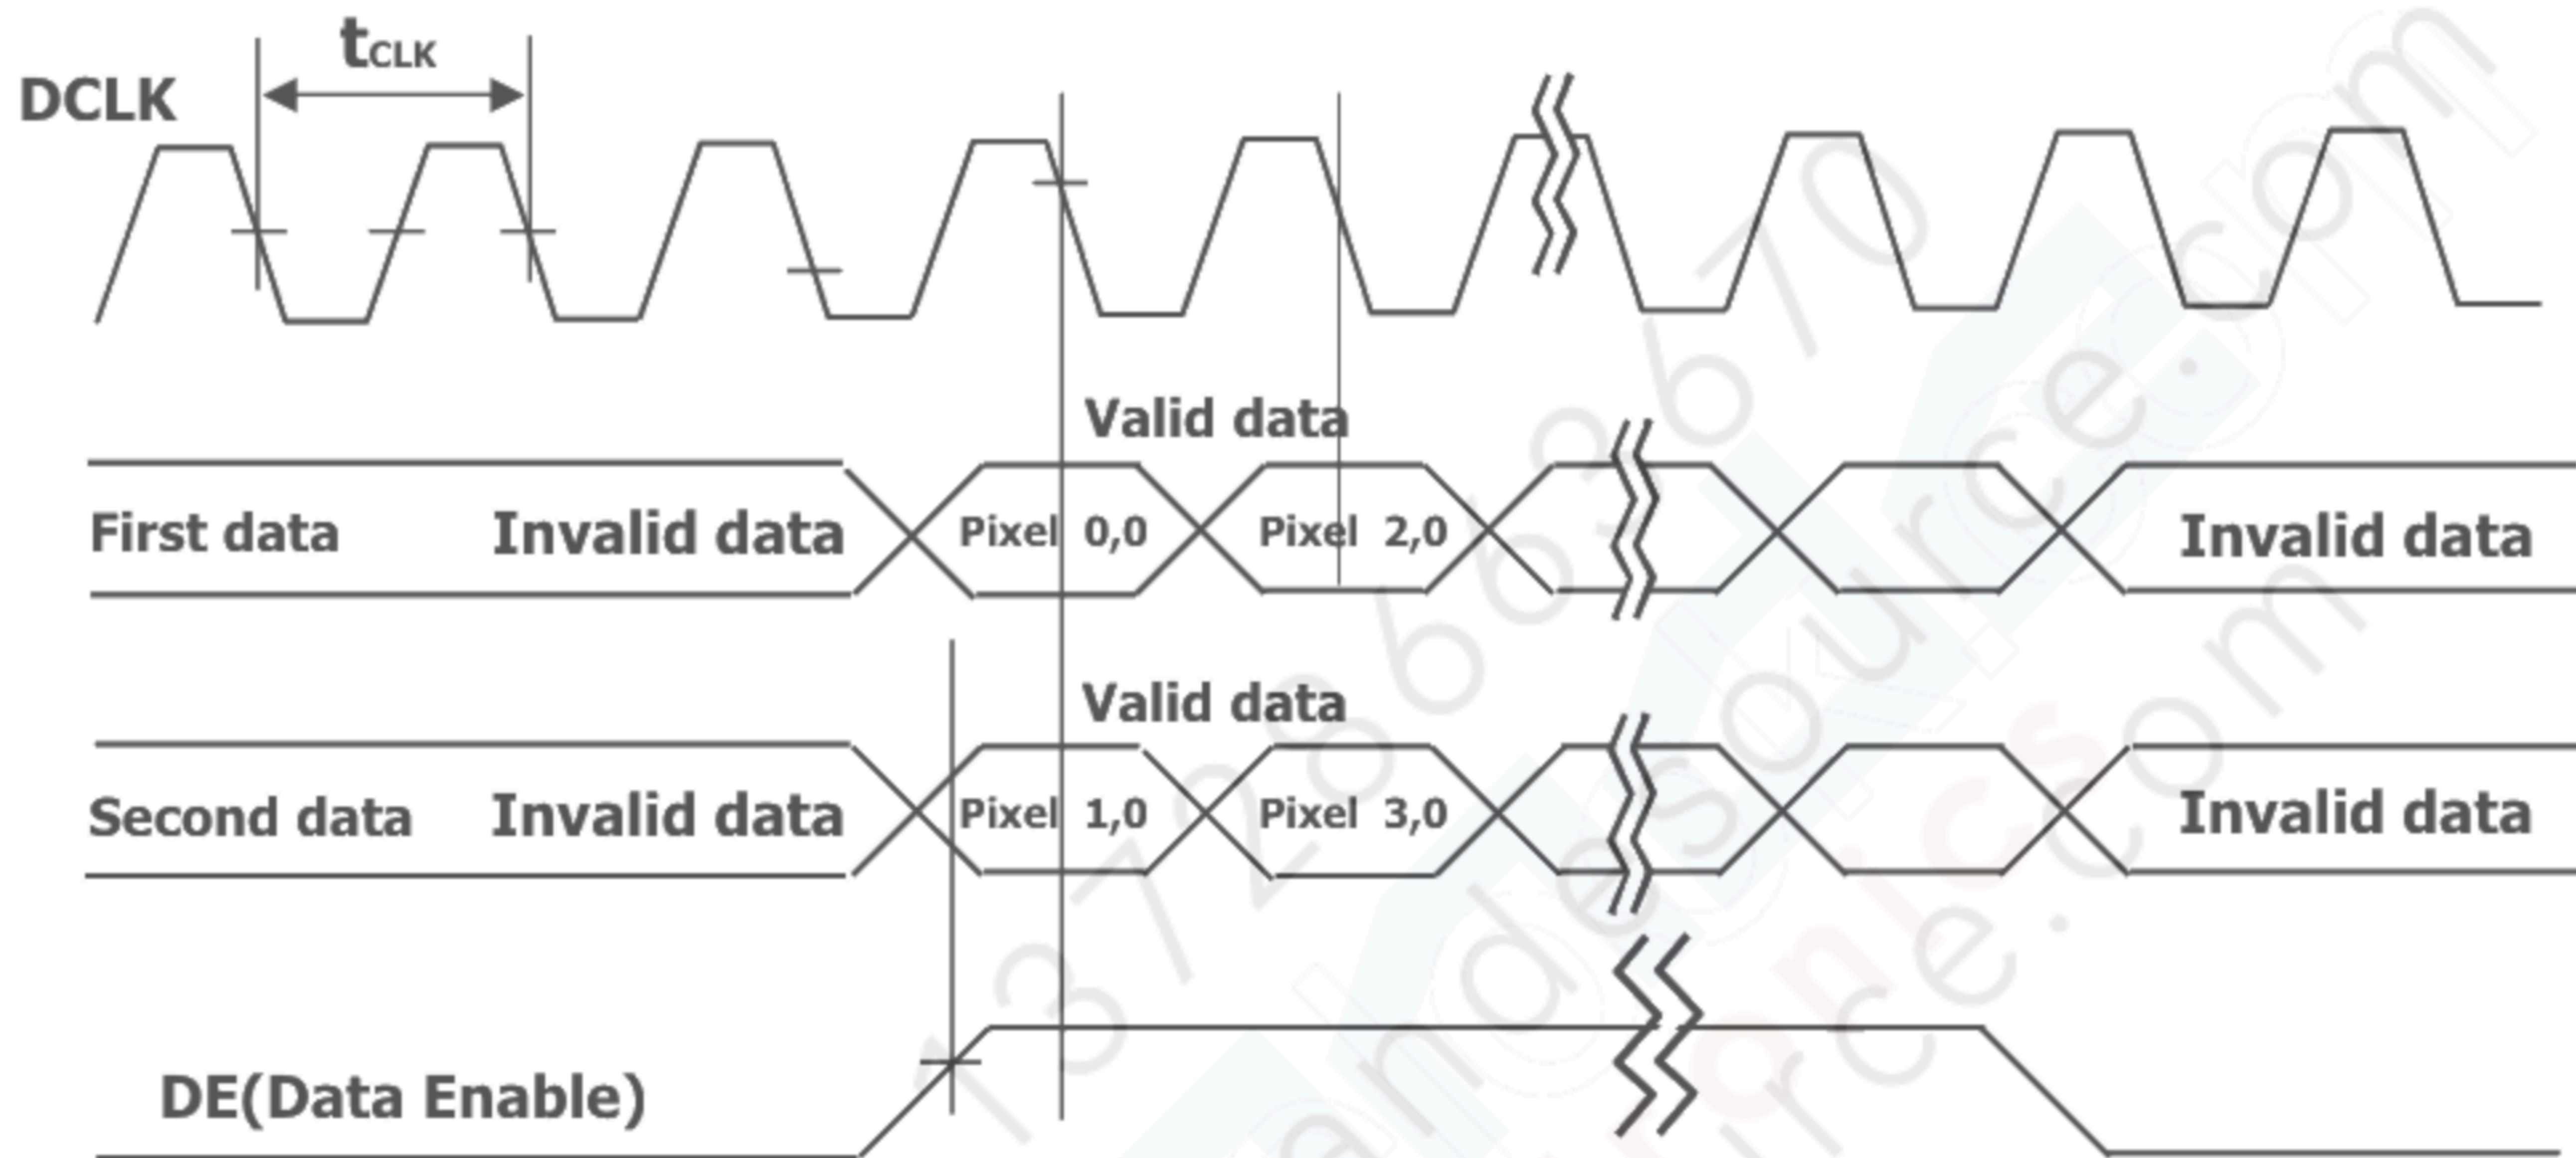 tCLK
DCLK
Valid data
First data Invalid data Pixel 0,0 Pixel 2,0 Invalid data
Valid data
Second data Invalid data Pixel 1,0 Pixel 3,0 Invalid data
DE(Data Enable)
13728663670